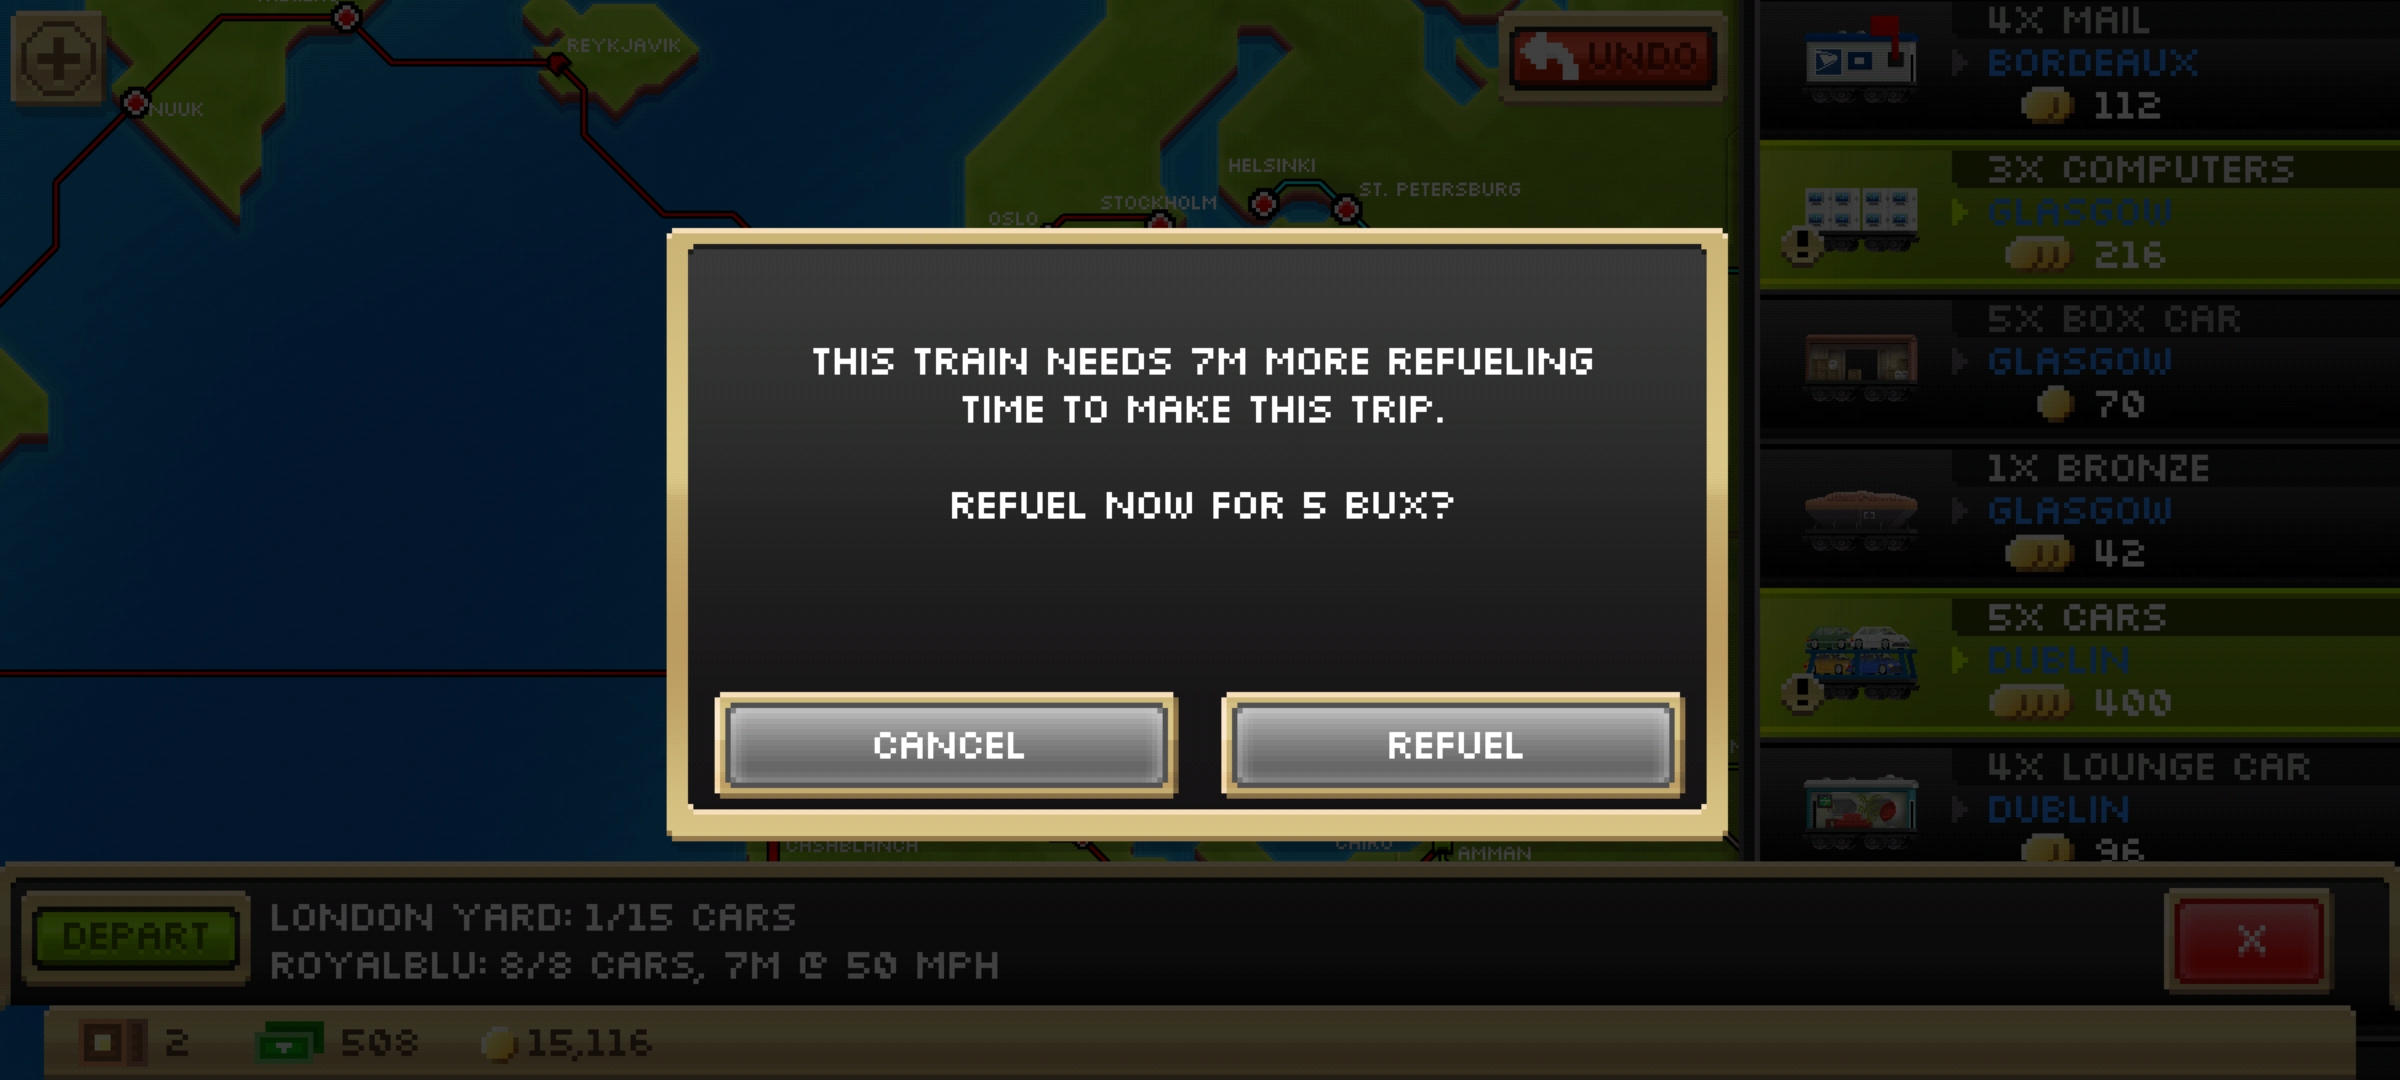 NUUK
REYKJAVIK
OSLO
STOCKHOLM
HELSINKI
ST. PETERSBURG
UNDO
4X MAIL
BORDEAUX
112
3X COMPUTERS
GLASGOW
216
5X BOX CAR
GLASGOW
70
1X BRONZE
GLASGOW
42
5X CARS
DUBLIN
400
4X LOUNGE CAR
DUBLIN
96
THIS TRAIN NEEDS 7M MORE REFUELING
TIME TO MAKE THIS TRIP.
REFUEL NOW FOR 5 BUX?
CANCEL
REFUEL
CASABLANCA
CAIRO
AMMAN
DEPART
LONDON YARD: 1/15 CARS
ROYALBLU: 8/8 CARS, 7M @ 50 MPH
X
2
508
15,116